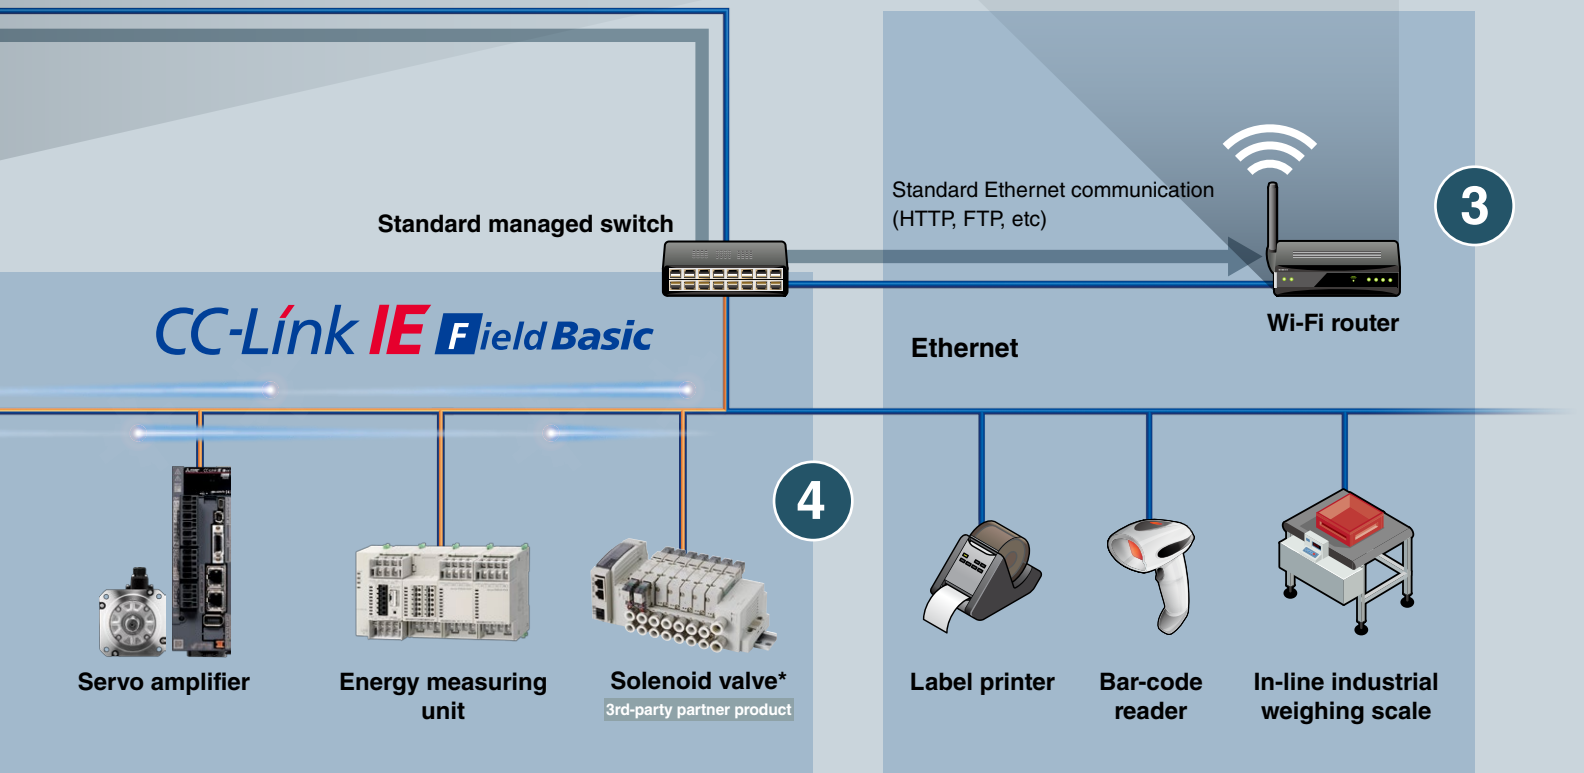 Standard Ethernet communication
(HTTP, FTP, etc)
3
Standard managed switch
CC-Link IE Field Basic
Wi-Fi router
Ethernet
4
Servo amplifier
Energy measuring
unit
Solenoid valve*
3rd-party partner product
Label printer
Bar-code
reader
In-line industrial
weighing scale